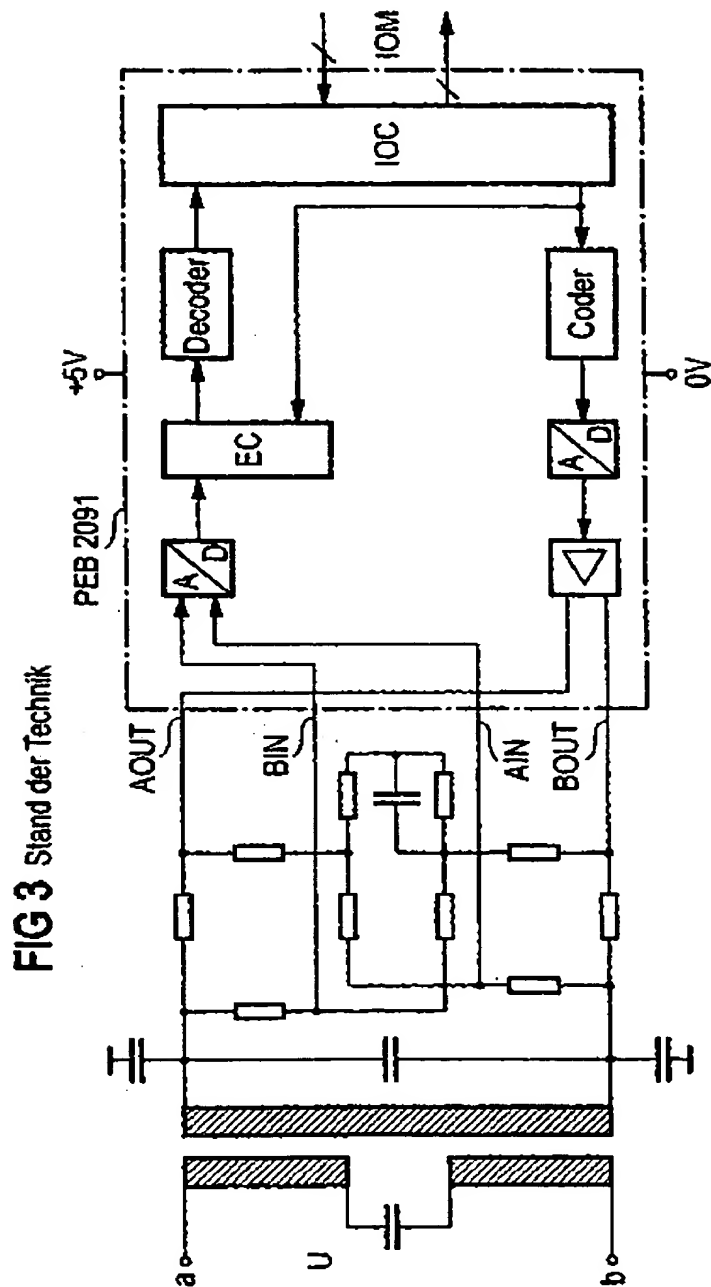 FIG 3 Stand der Technik
PEB 2091
+5V
AOUT
BIN
AIN
BOUT
A
D
EC
Decoder
IOC
IOM
A
D
Coder
0V
a
U
b